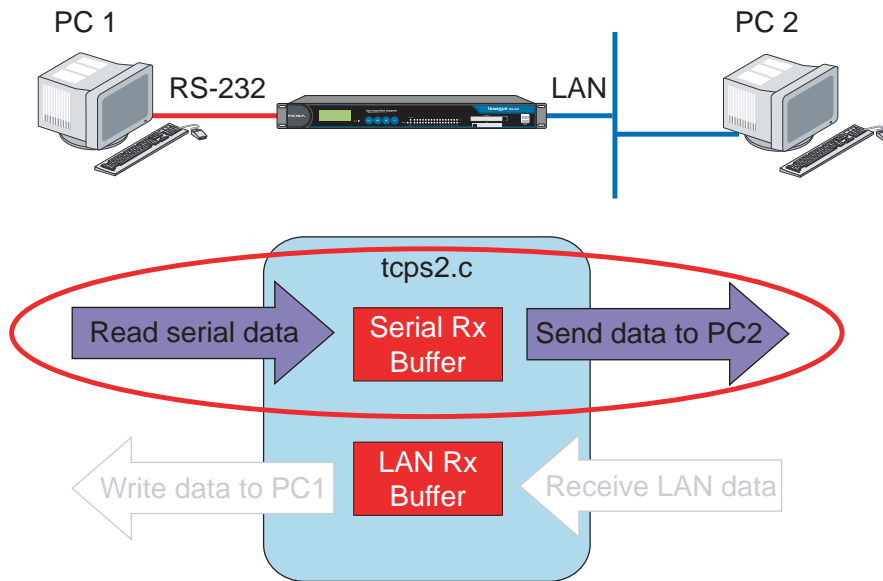 PC 1
PC 2
RS-232
LAN
MOXA
tcps2.c
Read serial data
Serial Rx
Buffer
Send data to PC2
Write data to PC1
LAN Rx
Buffer
Receive LAN data